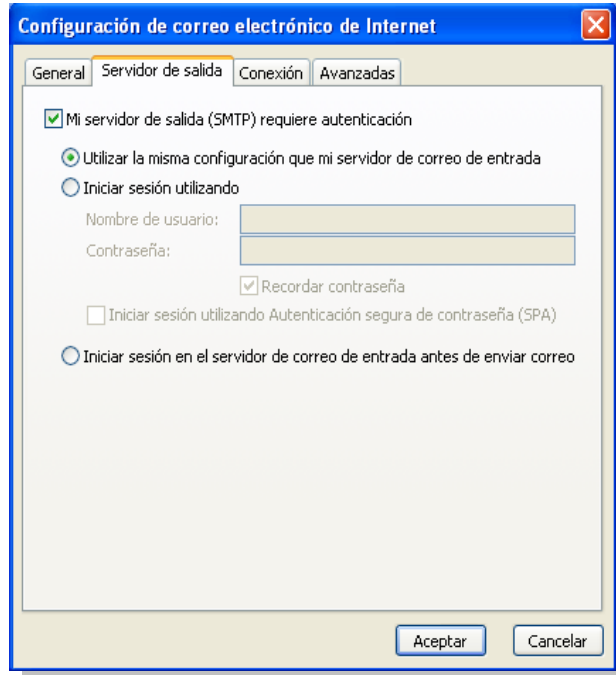 Configuración de correo electrónico de Internet
General Servidor de salida Conexión Avanzadas
Mi servidor de salida (SMTP) requiere autenticación
Utilizar la misma configuración que mi servidor de correo de entrada
Iniciar sesión utilizando
Nombre de usuario:
Contraseña:
Recordar contraseña
Iniciar sesión utilizando Autenticación segura de contraseña (SPA)
Iniciar sesión en el servidor de correo de entrada antes de enviar correo
Aceptar Cancelar